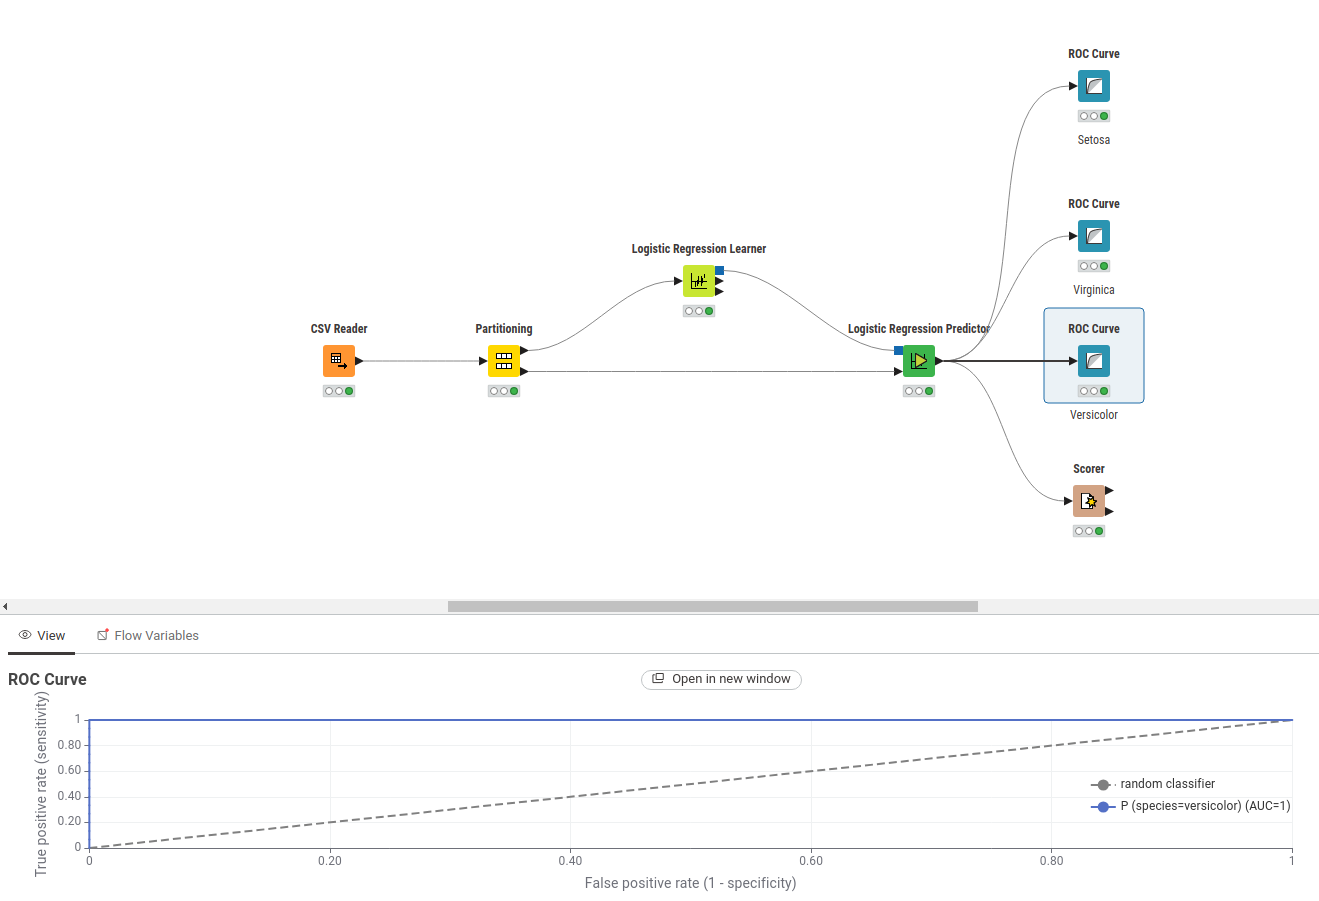 ROC Curve
Setosa
ROC Curve
Virginica
Logistic Regression Learner
CSV Reader
Partitioning
Logistic Regression Predictor
ROC Curve
Versicolor
Scorer
View
Flow Variables
ROC Curve
Open in new window
True positive rate (sensitivity)
1
0.80
0.60
0.40
0.20
0
random classifier
P (species=versicolor) (AUC=1)
0
0.20
0.40
0.60
0.80
1
False positive rate (1 - specificity)